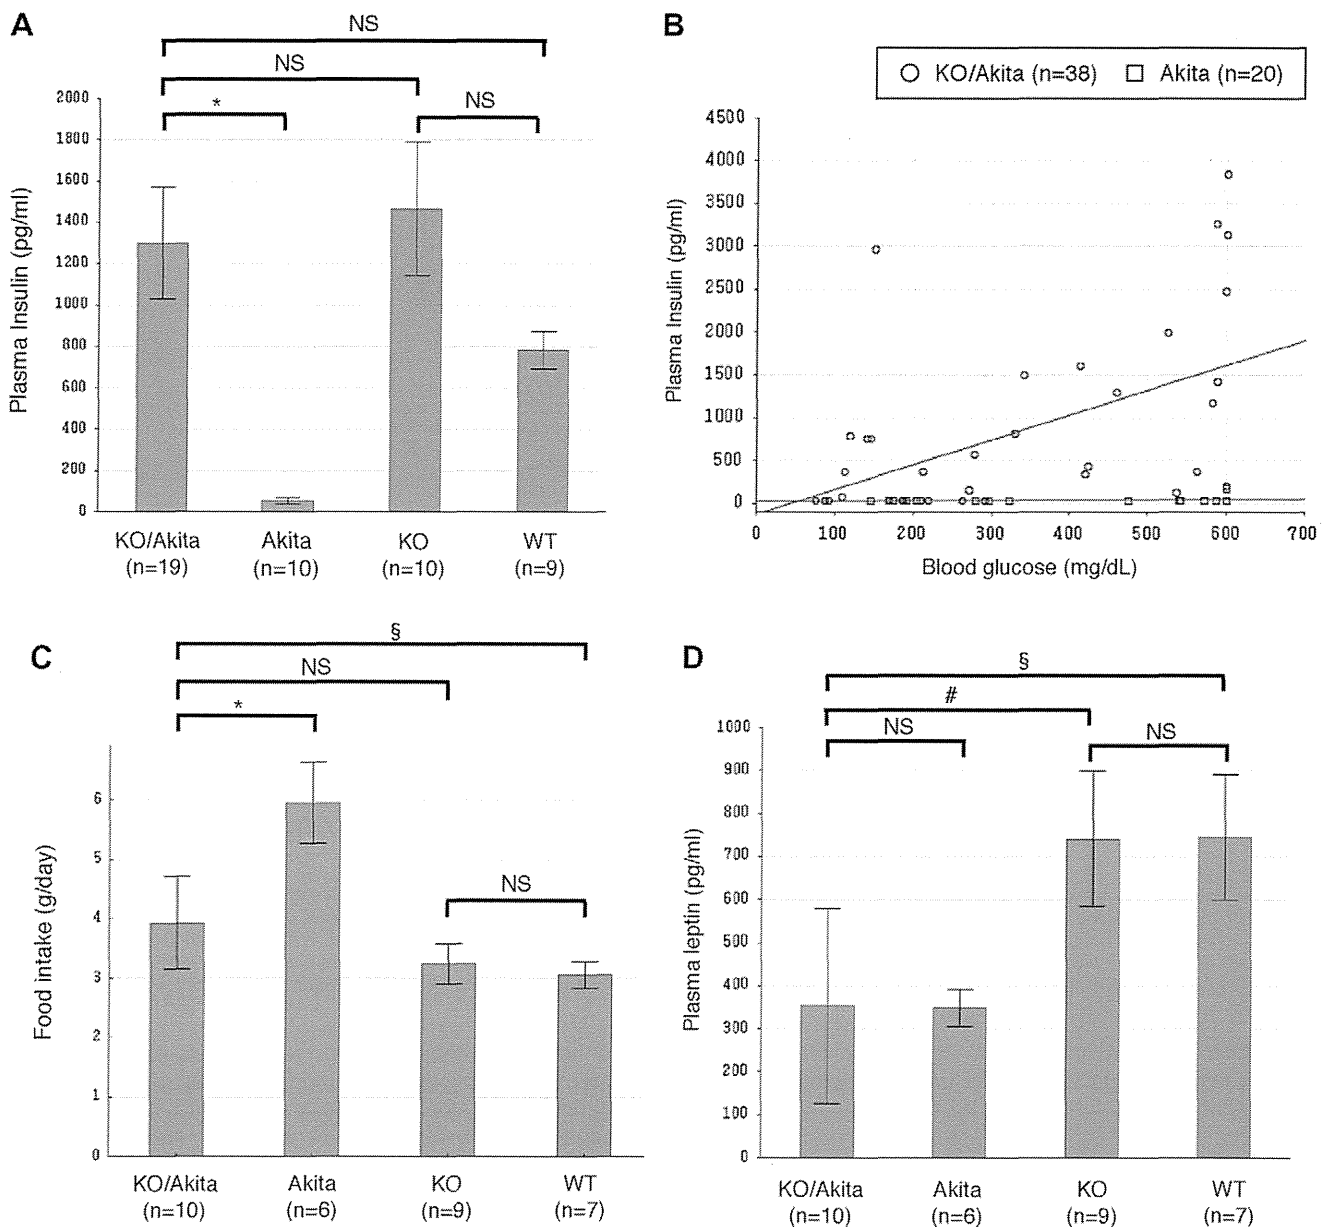 A
NS
NS
*
NS
2000
1800
1600
1400
1200
1000
800
600
400
200
0
Plasma Insulin (pg/ml)
KO/Akita
(n=19)
Akita
(n=10)
KO
(n=10)
WT
(n=9)
B
KO/Akita (n=38) Akita (n=20)
4500
4000
3500
3000
2500
2000
1500
1000
500
0
Plasma Insulin (pg/ml)
0 100 200 300 400 500 600 700
Blood glucose (mg/dL)
C
§
NS
*
NS
6
5
4
3
2
1
0
Food intake (g/day)
KO/Akita
(n=10)
Akita
(n=6)
KO
(n=9)
WT
(n=7)
D
§
#
NS
NS
1000
900
800
700
600
500
400
300
200
100
0
Plasma leptin (pg/ml)
KO/Akita
(n=10)
Akita
(n=6)
KO
(n=9)
WT
(n=7)